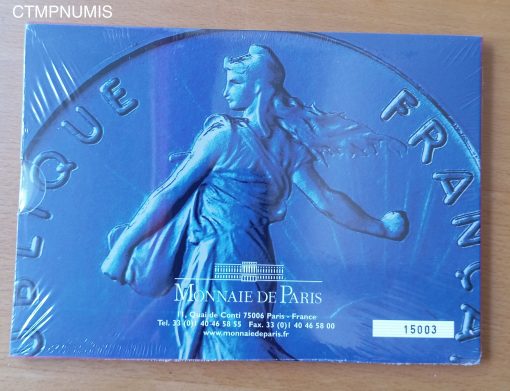 CTMPNUMIS
BLIQUE FRANÇA
MONNAIE DE PARIS
11, Quai de Conti 75006 Paris - France
Tel. 33 (0)1 40 46 58 55 Fax. 33 (0)1 40 46 58 00
www.monnaiedeparis.fr
15003